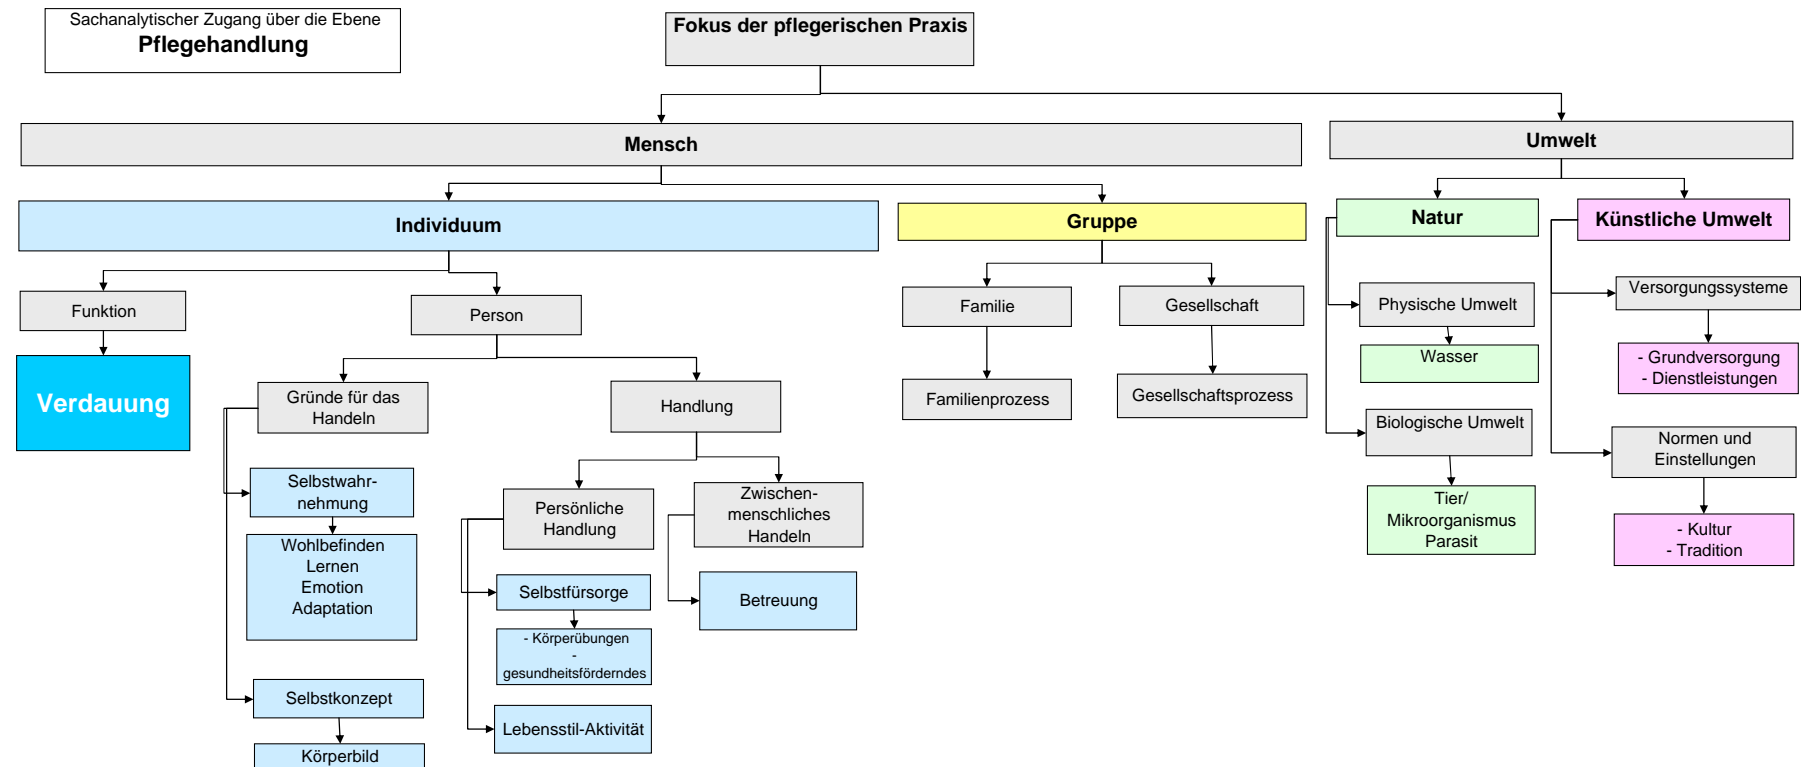 Sachanalytischer Zugang über die Ebene
Pflegehandlung
Fokus der pflegerischen Praxis
Mensch
Umwelt
Individuum
Gruppe
Natur
Künstliche Umwelt
Funktion
Person
Familie
Gesellschaft
Physische Umwelt
Versorgungssysteme
Wasser
- Grundversorgung
- Dienstleistungen
Verdauung
Gründe für das
Handeln
Handlung
Familienprozess
Gesellschaftsprozess
Biologische Umwelt
Normen und
Einstellungen
Selbstwahr-
nehmung
Persönliche
Handlung
Zwischen-
menschliches
Handeln
Tier/
Mikroorganismus
Parasit
- Kultur
- Tradition
Wohlbefinden
Lernen
Emotion
Adaptation
Selbstfürsorge
Betreuung
- Körperübungen
-
gesundheitsförderndes
Selbstkonzept
Lebensstil-Aktivität
Körperbild